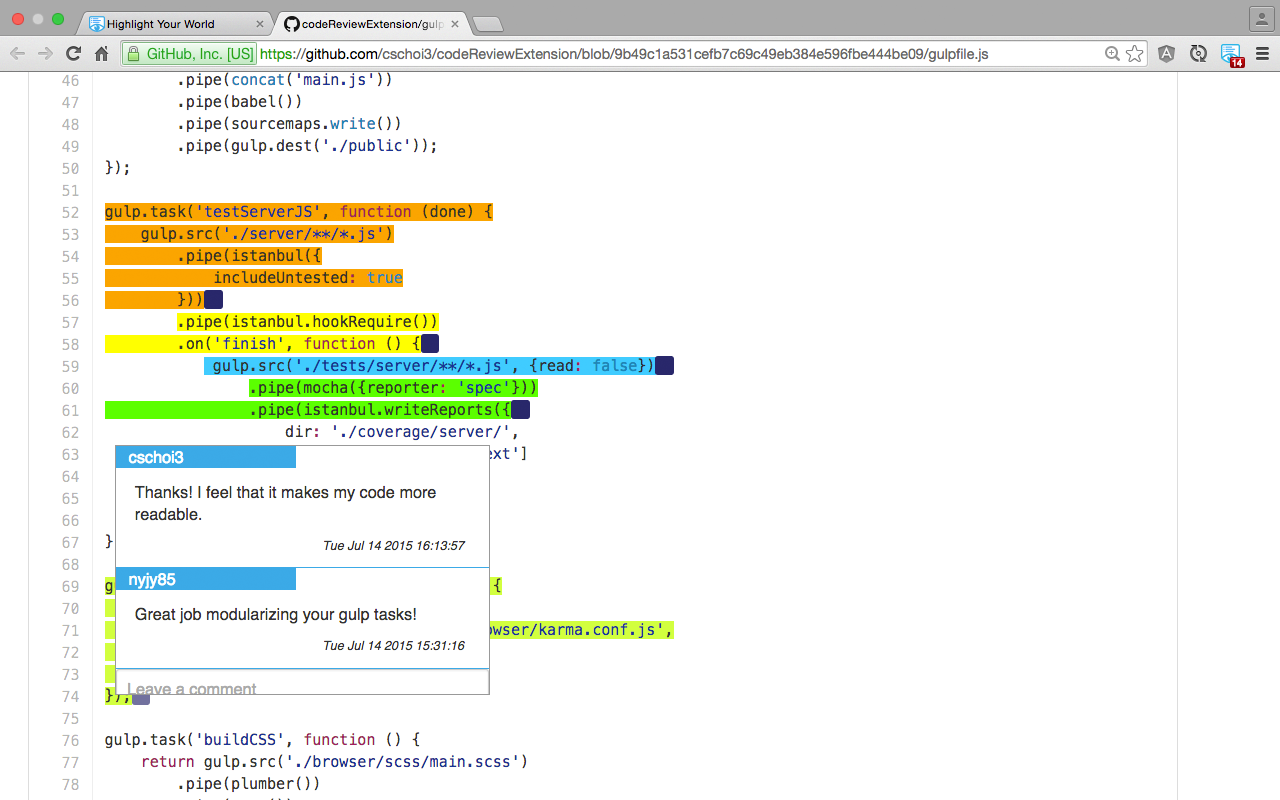 Highlight Your World
codeReviewExtension/gulp
GitHub, Inc. [US] https://github.com/cschoi3/codeReviewExtension/blob/9b49c1a531cefb7c69c49eb384e596fbe444be09/gulpfile.js
14
46 .pipe(concat('main.js'))
47 .pipe(babel())
48 .pipe(sourcemaps.write())
49 .pipe(gulp.dest('./public'));
50 });
51
52 gulp.task('testServerJS', function (done) {
53 gulp.src('./server/**/*.js')
54 .pipe(istanbul({
55 includeUntested: true
56 }))
57 .pipe(istanbul.hookRequire())
58 .on('finish', function () {
59 gulp.src('./tests/server/**/*.js', {read: false})
60 .pipe(mocha({reporter: 'spec'}))
61 .pipe(istanbul.writeReports({
62 dir: './coverage/server/',
63 ext']
64
65
66
67 }
68
69 g {
70
71 owser/karma.conf.js',
72
73
74 });
75
76 gulp.task('buildCSS', function () {
77 return gulp.src('./browser/scss/main.scss')
78 .pipe(plumber())
cschoi3
Thanks! I feel that it makes my code more
readable.
Tue Jul 14 2015 16:13:57
nyjy85
Great job modularizing your gulp tasks!
Tue Jul 14 2015 15:31:16
Leave a comment